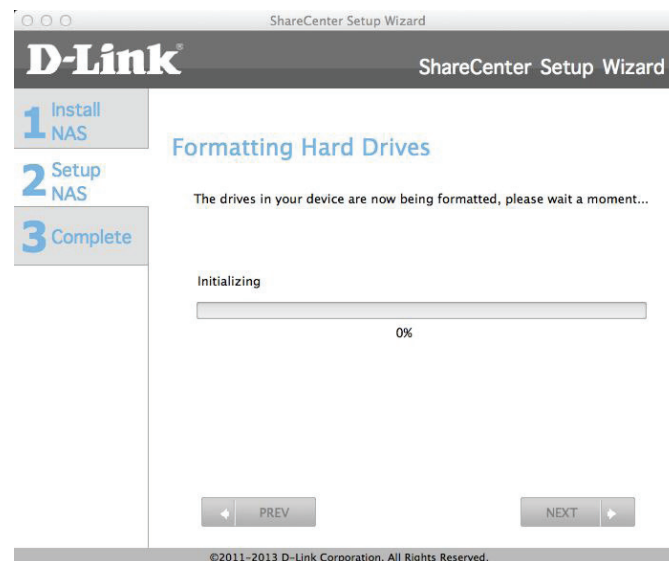 ShareCenter Setup Wizard
D-Link®
ShareCenter Setup Wizard
1 Install
NAS
2 Setup
NAS
3 Complete
Formatting Hard Drives
The drives in your device are now being formatted, please wait a moment...
Initializing
0%
PREV
NEXT
©2011-2013 D-Link Corporation. All Rights Reserved.